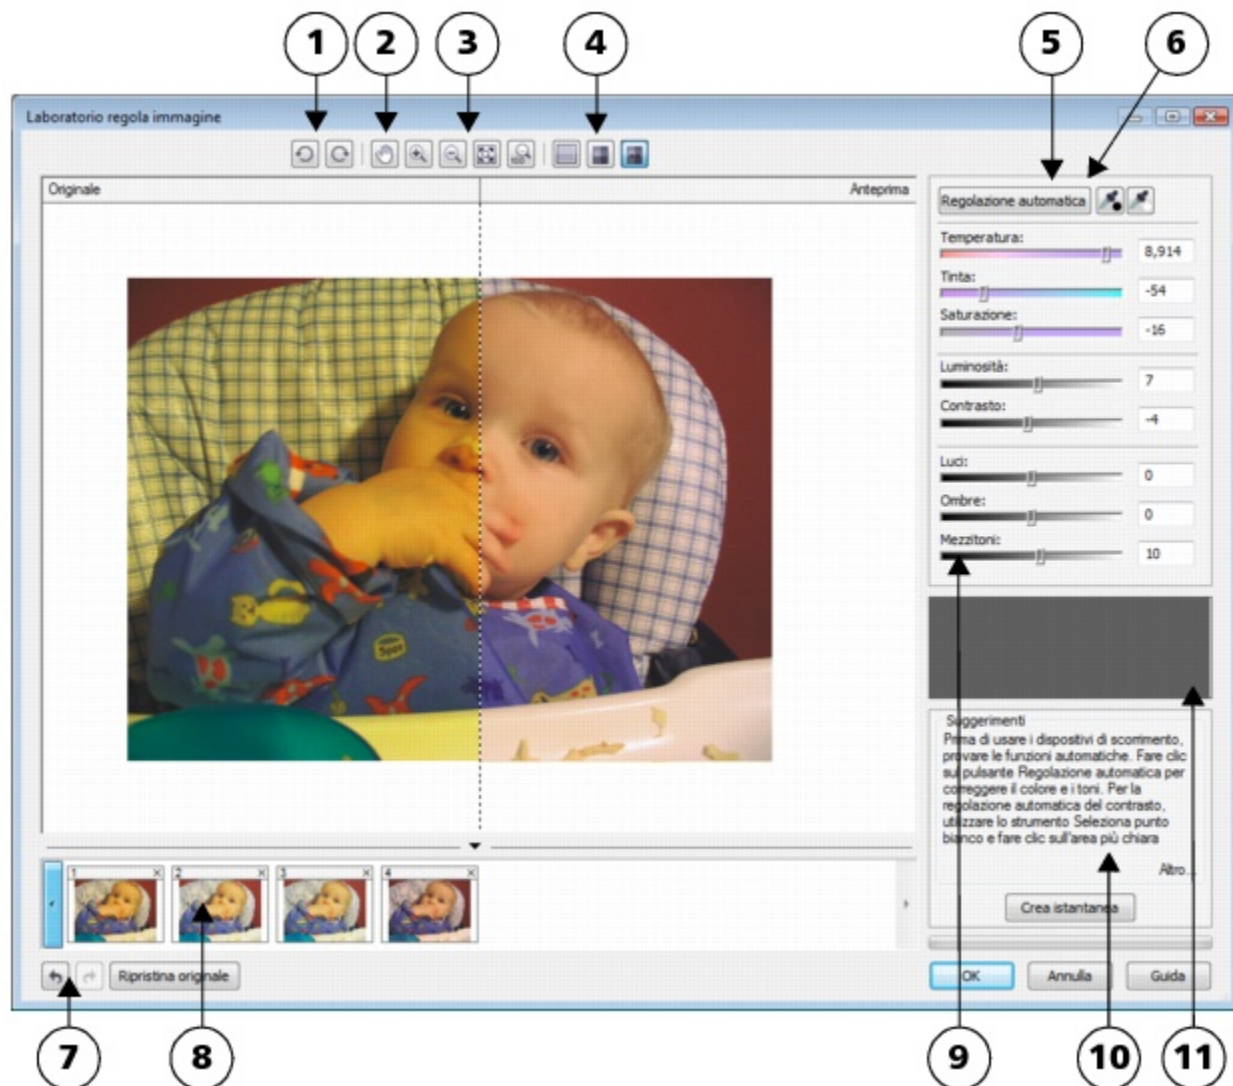 1 2 3 4 5 6
Laboratorio regola immagine
Originale Anteprima
Regolazione automatica
Temperatura:
8,914
Tinta:
-54
Saturazione:
-16
Luminosità:
7
Contrasto:
-4
Luci:
0
Ombre:
0
Mezzitoni:
10
Suggerimenti
Prima di usare i dispositivi di scorrimento,
provare le funzioni automatiche. Fare clic
sul pulsante Regolazione automatica per
correggere il colore e i toni. Per la
regolazione automatica del contrasto,
utilizzare lo strumento Seleziona punto
bianco e fare clic sull'area più chiara
Altro...
Crea istantanea
1 2 3 4
Ripristina originale
OK Annulla Guida
7 8 9 10 11